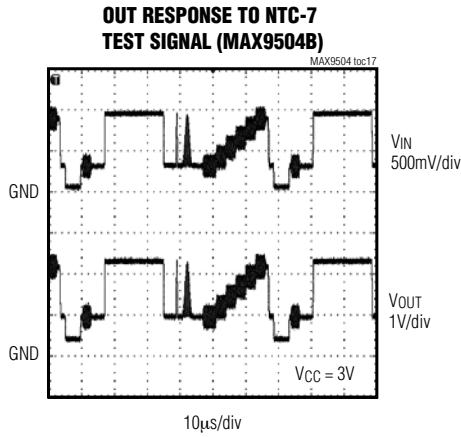 OUT RESPONSE TO NTC-7
TEST SIGNAL (MAX9504B)
MAX9504 toc17
VIN
500mV/div
GND
VOUT
1V/div
GND
VCC = 3V
10μs/div